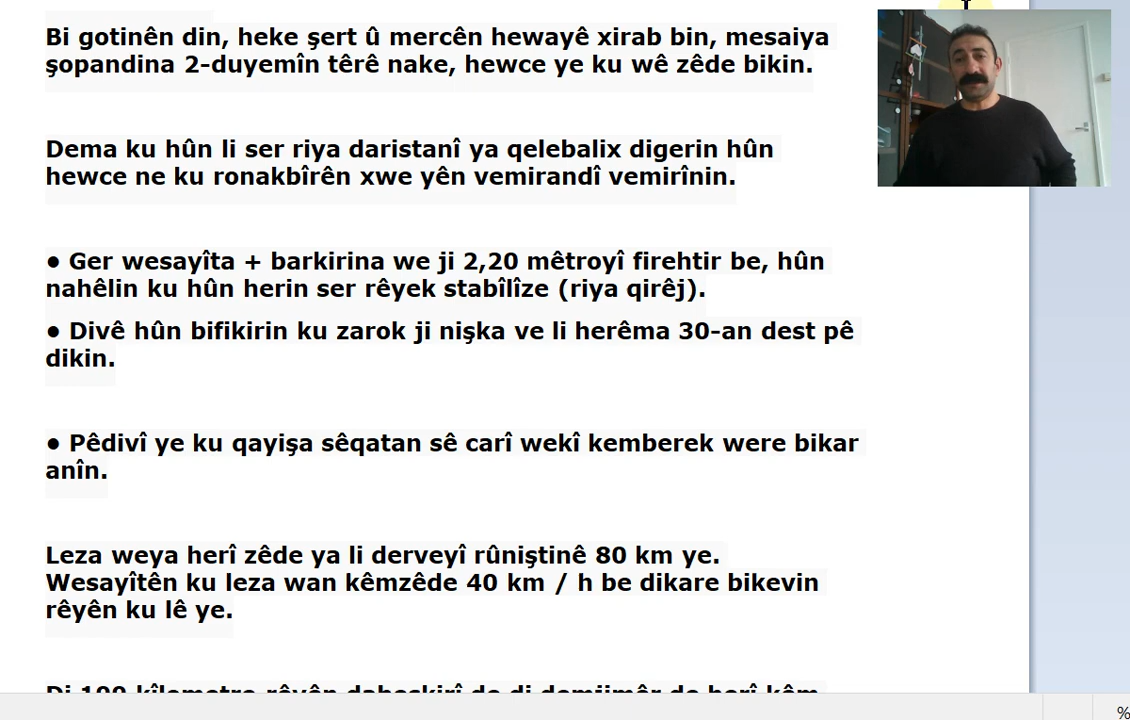 Bi gotinên din, heke şert û mercên hewayê xirab bin, mesaiya
şopandina 2-duyemîn têrê nake, hewce ye ku wê zêde bikin.
Dema ku hûn li ser riya daristanî ya qelebalix digerin hûn
hewce ne ku ronakbîrên xwe yên vemirandî vemirînin.
● Ger wesayîta + barkirina we ji 2,20 mêtroyî firehtir be, hûn
nahêlin ku hûn herin ser rêyek stabîlîze (riya qirêj).
● Divê hûn bifikirin ku zarok ji nişka ve li herêma 30-an dest pê
dikin.
● Pêdivî ye ku qayişa sêqatan sê carî wekî kemberek were bikar
anîn.
Leza weya herî zêde ya li derveyî rûniştinê 80 km ye.
Wesayîtên ku leza wan kêmzêde 40 km / h be dikare bikevin
rêyên ku lê ye.
%